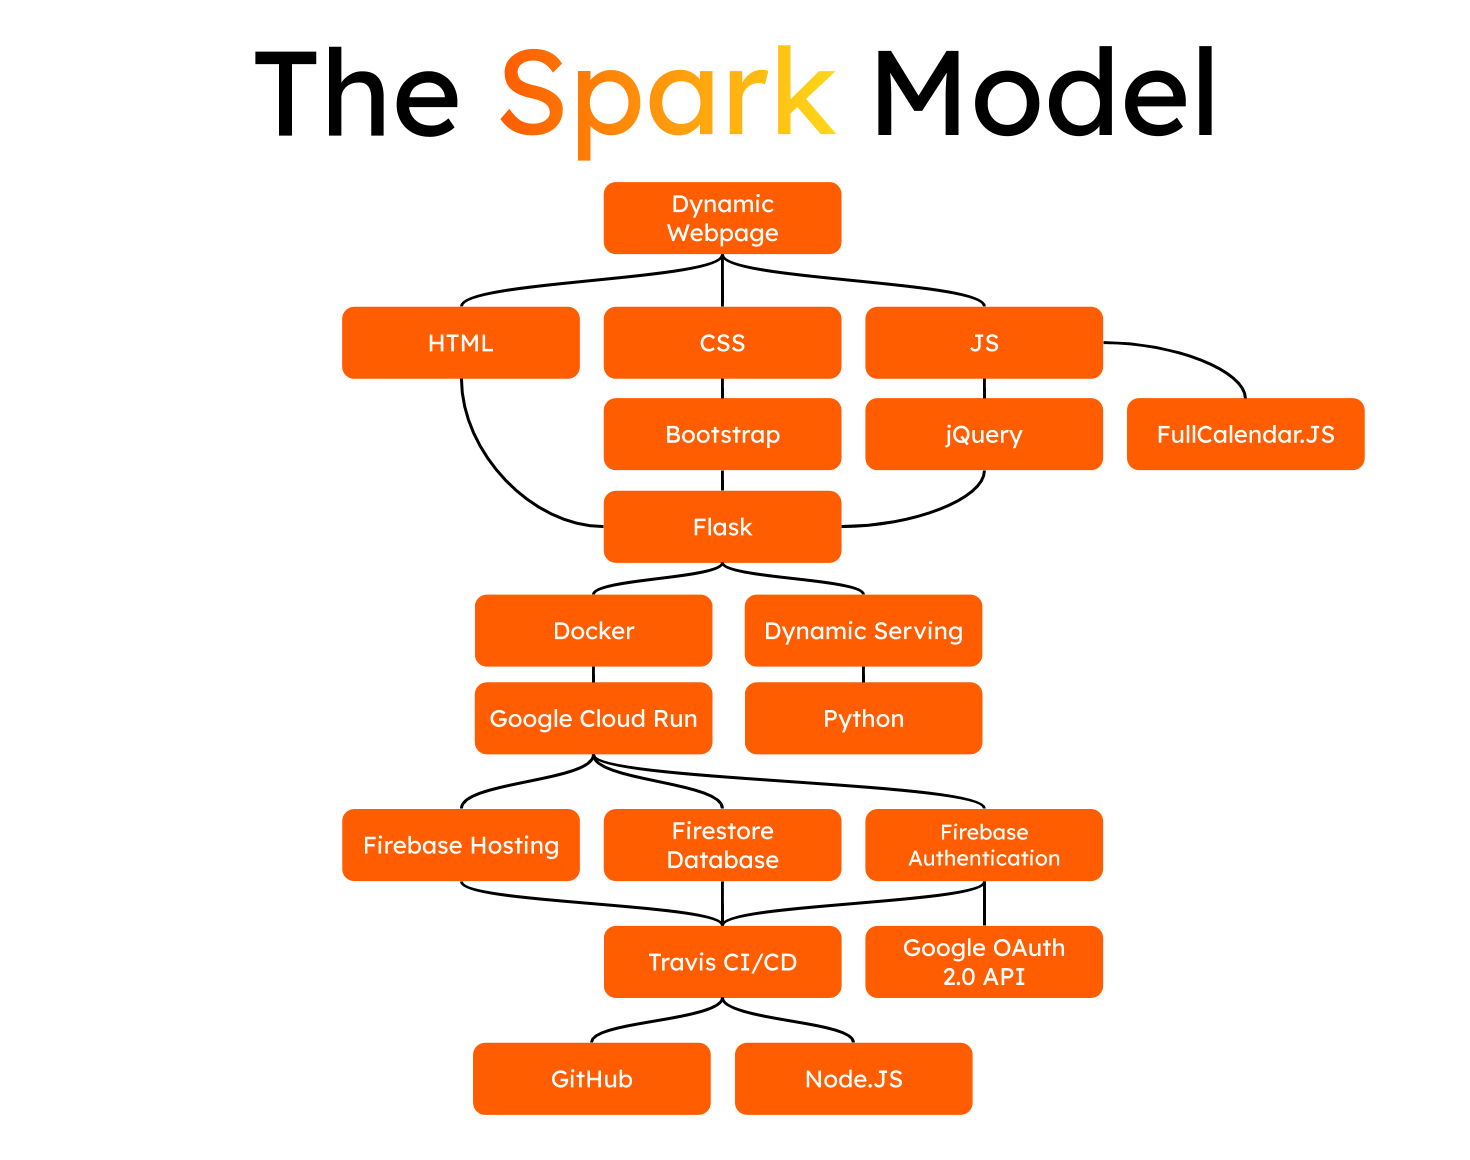 The Spark Model
Dynamic
Webpage
HTML
CSS
JS
Bootstrap
jQuery
FullCalendar.JS
Flask
Docker
Dynamic Serving
Google Cloud Run
Python
Firebase Hosting
Firestore
Database
Firebase
Authentication
Travis CI/CD
Google OAuth
2.0 API
GitHub
Node.JS